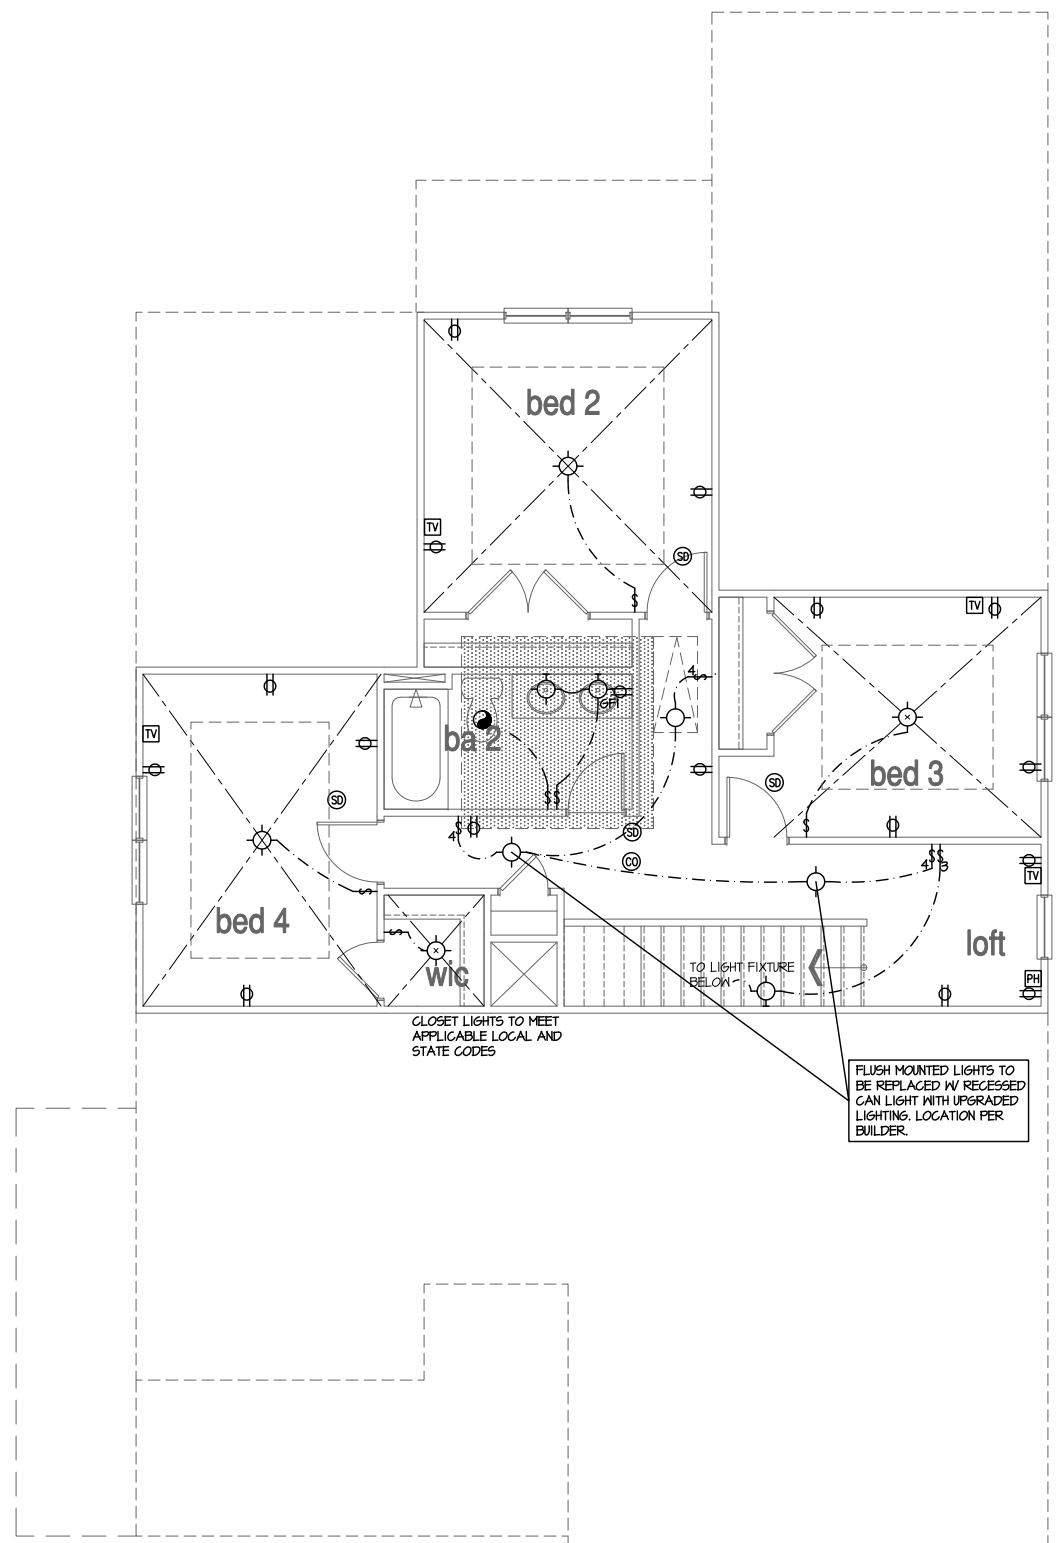 bed 2
TV
SD
$
TV
4
$
GFI
ba 2
TV
bed 3
SD
SD
$$
$
$
4
SD
CO
$$
4 3
TV
$
bed 4
$
loft
wic
TO LIGHT FIXTURE
BELOW
PH
CLOSET LIGHTS TO MEET
APPLICABLE LOCAL AND
STATE CODES
FLUSH MOUNTED LIGHTS TO
BE REPLACED W/ RECESSED
CAN LIGHT WITH UPGRADED
LIGHTING. LOCATION PER
BUILDER.